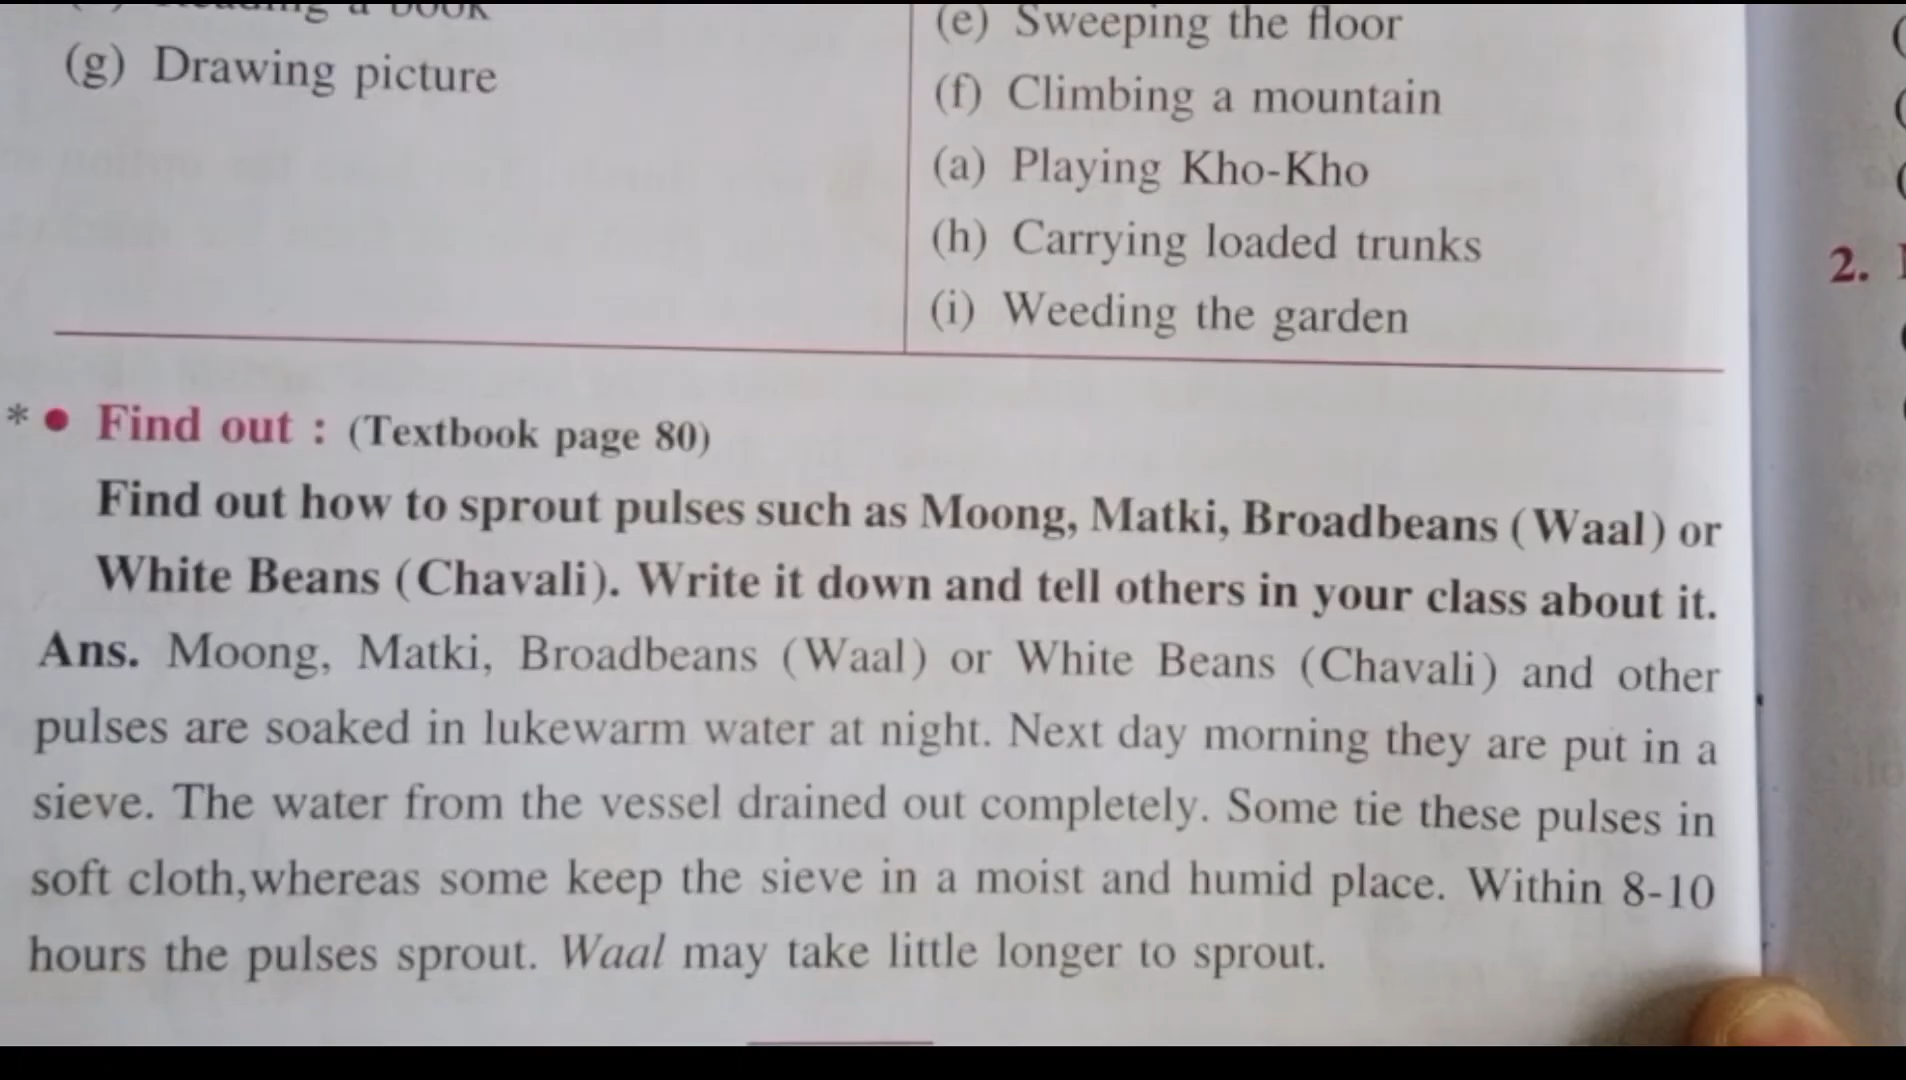 (g) Drawing picture
(e) Sweeping the floor
(f) Climbing a mountain
(a) Playing Kho-Kho
(h) Carrying loaded trunks
(i) Weeding the garden
* • Find out : (Textbook page 80)
Find out how to sprout pulses such as Moong, Matki, Broadbeans (Waal) or
White Beans (Chavali). Write it down and tell others in your class about it.
Ans. Moong, Matki, Broadbeans (Waal) or White Beans (Chavali) and other
pulses are soaked in lukewarm water at night. Next day morning they are put in a
sieve. The water from the vessel drained out completely. Some tie these pulses in
soft cloth,whereas some keep the sieve in a moist and humid place. Within 8-10
hours the pulses sprout. Waal may take little longer to sprout.
2.